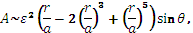 A~ε²(r/a − 2(r/a)³ + (r/a)⁵) sin θ,